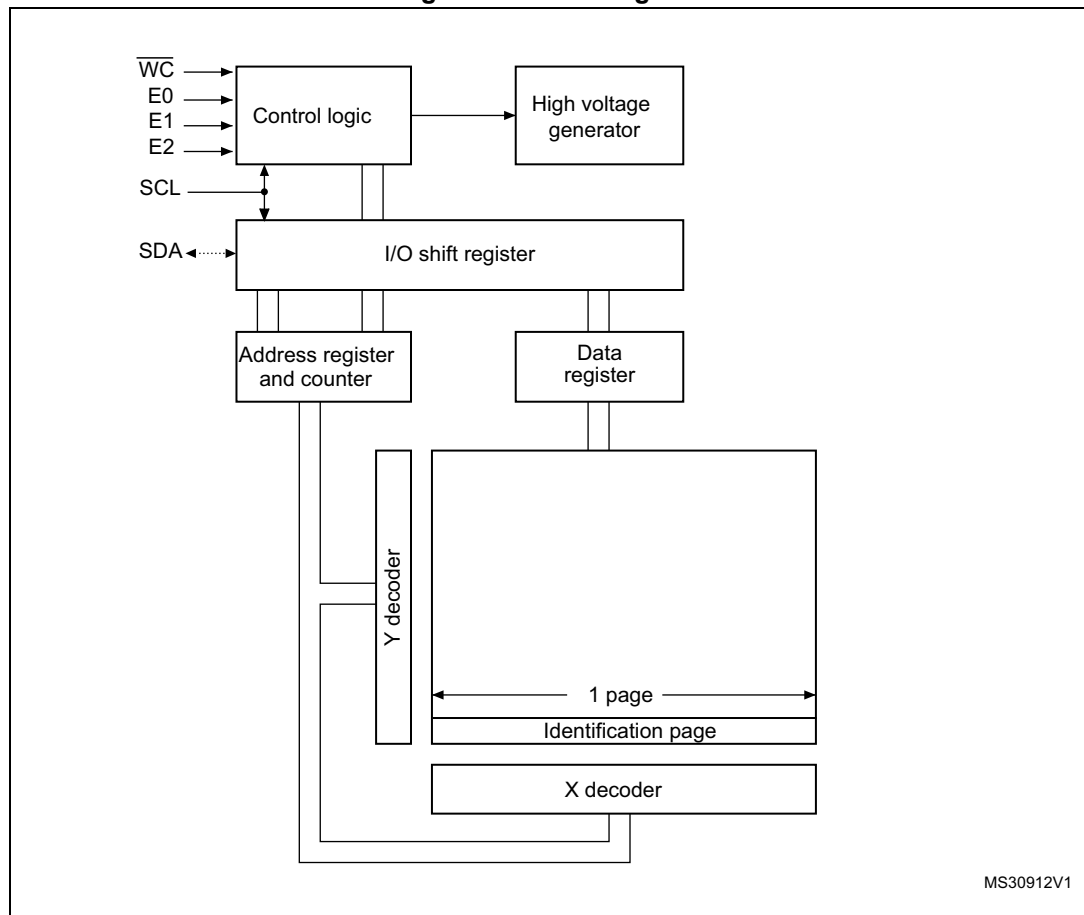 W̅C̅
E0
E1
E2
SCL
SDA
Control logic
High voltage
generator
I/O shift register
Address register
and counter
Data
register
Y decoder
1 page
Identification page
X decoder
MS30912V1